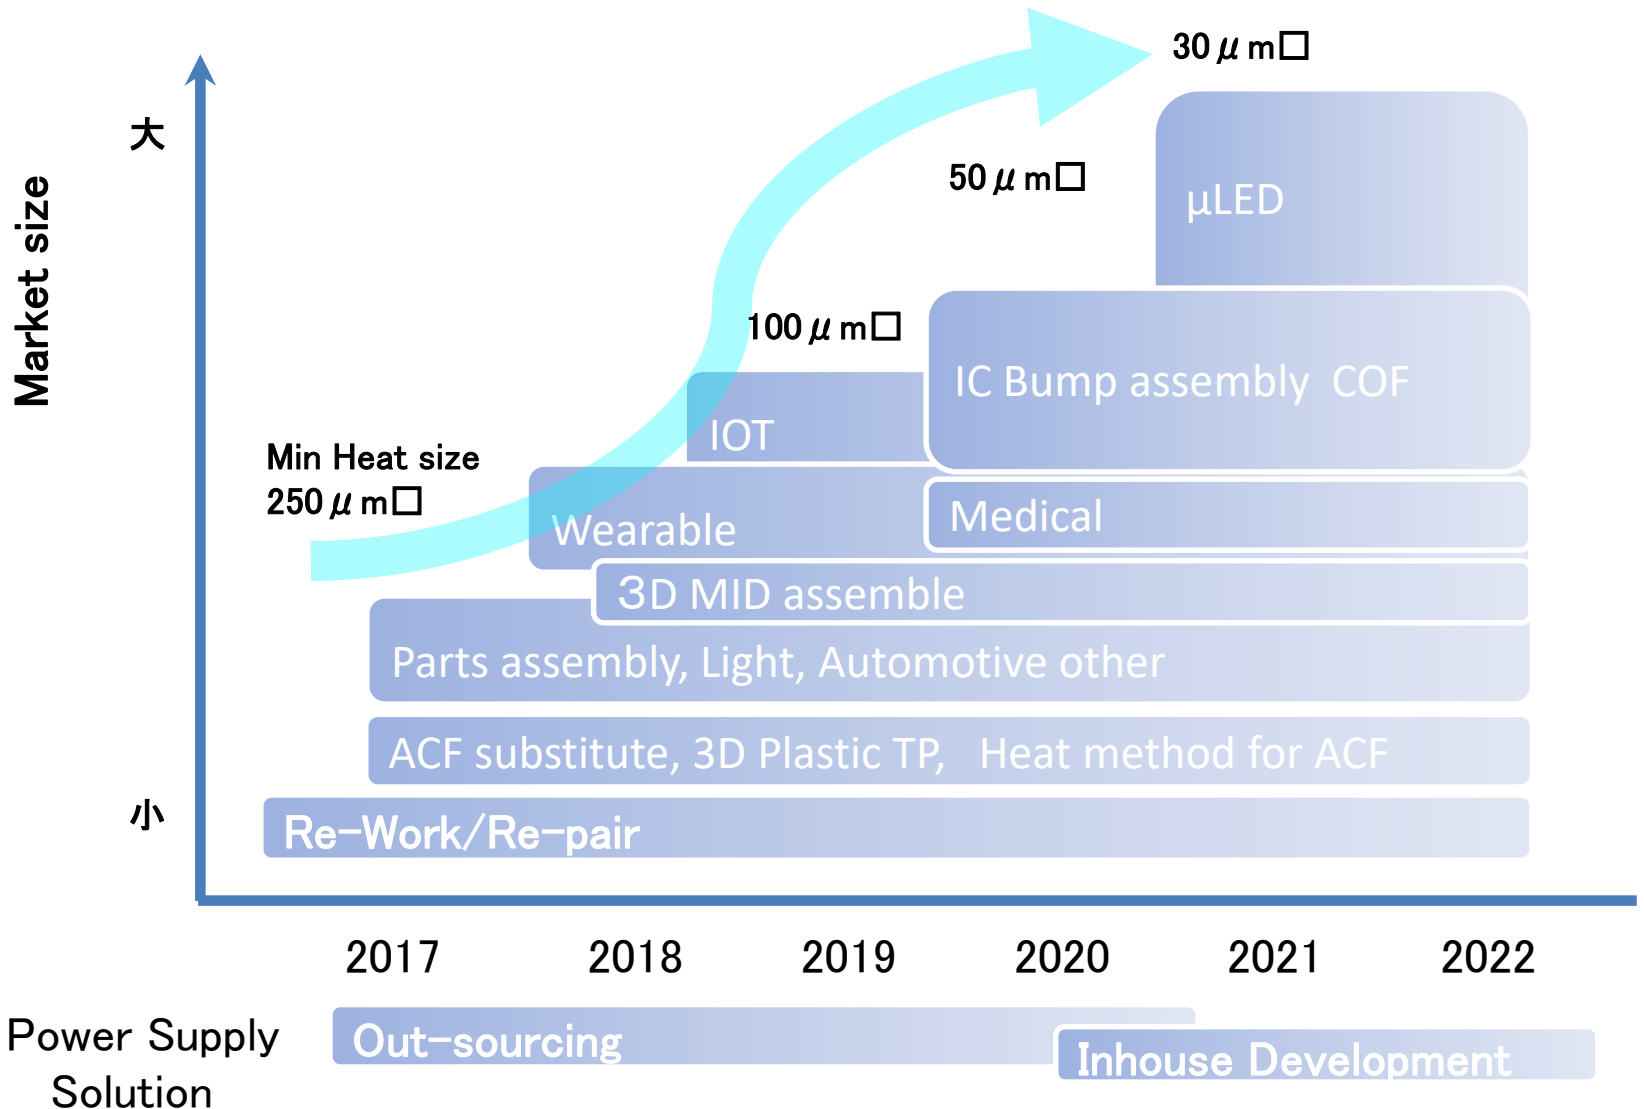 30μm□
大
50μm□
μLED
Market size
100μm□
IC Bump assembly COF
IOT
Min Heat size
250μm□
Medical
Wearable
3D MID assemble
Parts assembly, Light, Automotive other
ACF substitute, 3D Plastic TP, Heat method for ACF
小
Re-Work/Re-pair
2017 2018 2019 2020 2021 2022
Power Supply
Solution
Out-sourcing
Inhouse Development